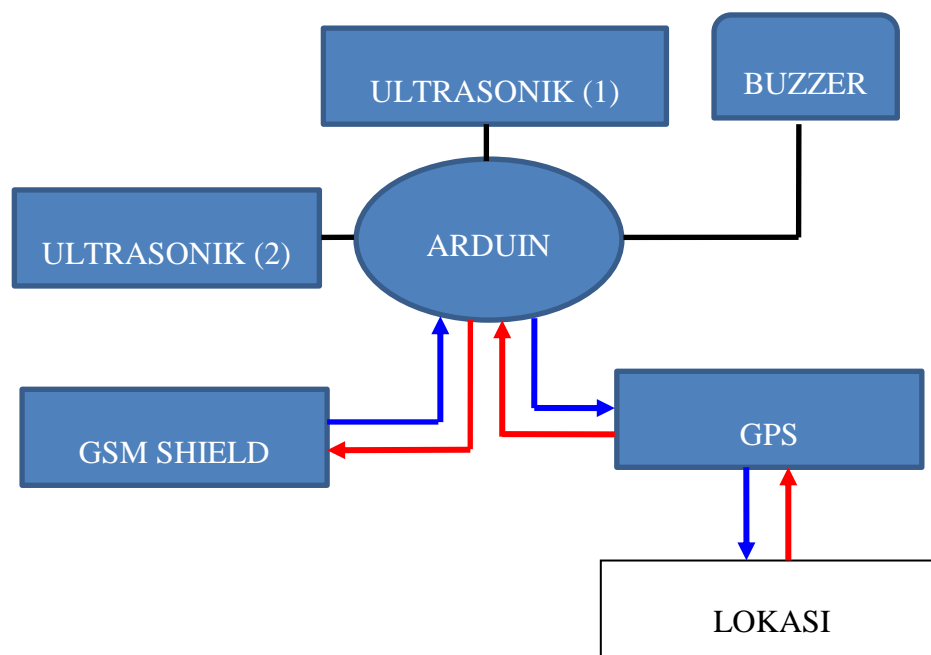 ULTRASONIK (1)
BUZZER
ULTRASONIK (2)
ARDUIN
GSM SHIELD
GPS
LOKASI